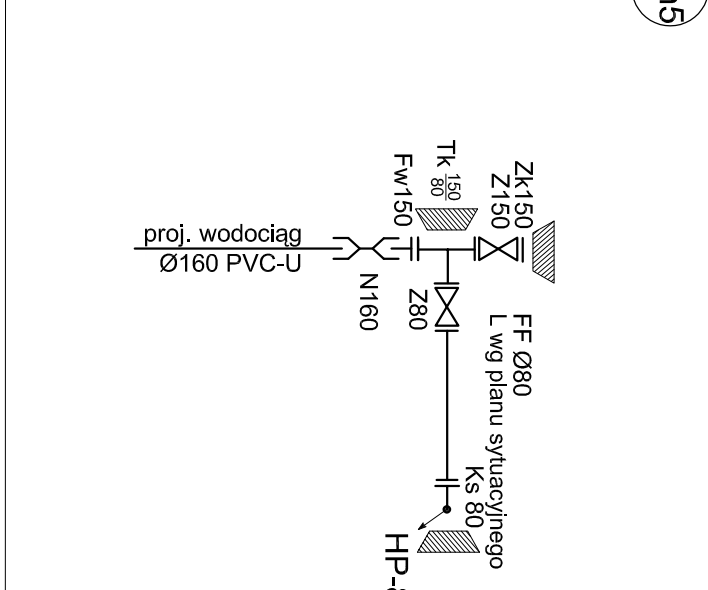 Zk150
Z150
Tk 150/80
Fw150
proj. wodociąg
Ø160 PVC-U
N160
Z80
FF Ø80
L wg planu sytuacyjnego
Ks 80